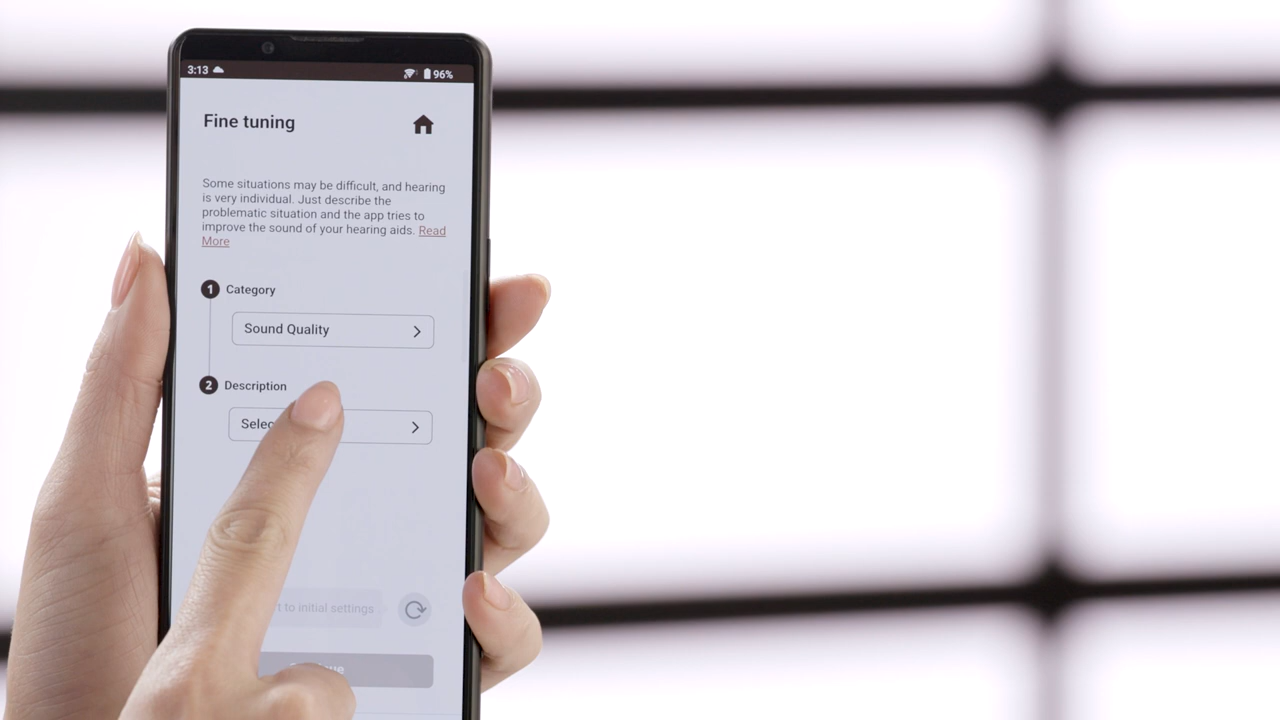 3:13 96%
Fine tuning
Some situations may be difficult, and hearing
is very individual. Just describe the
problematic situation and the app tries to
improve the sound of your hearing aids. Read
More
1 Category
Sound Quality
2 Description
Selec
t to initial settings